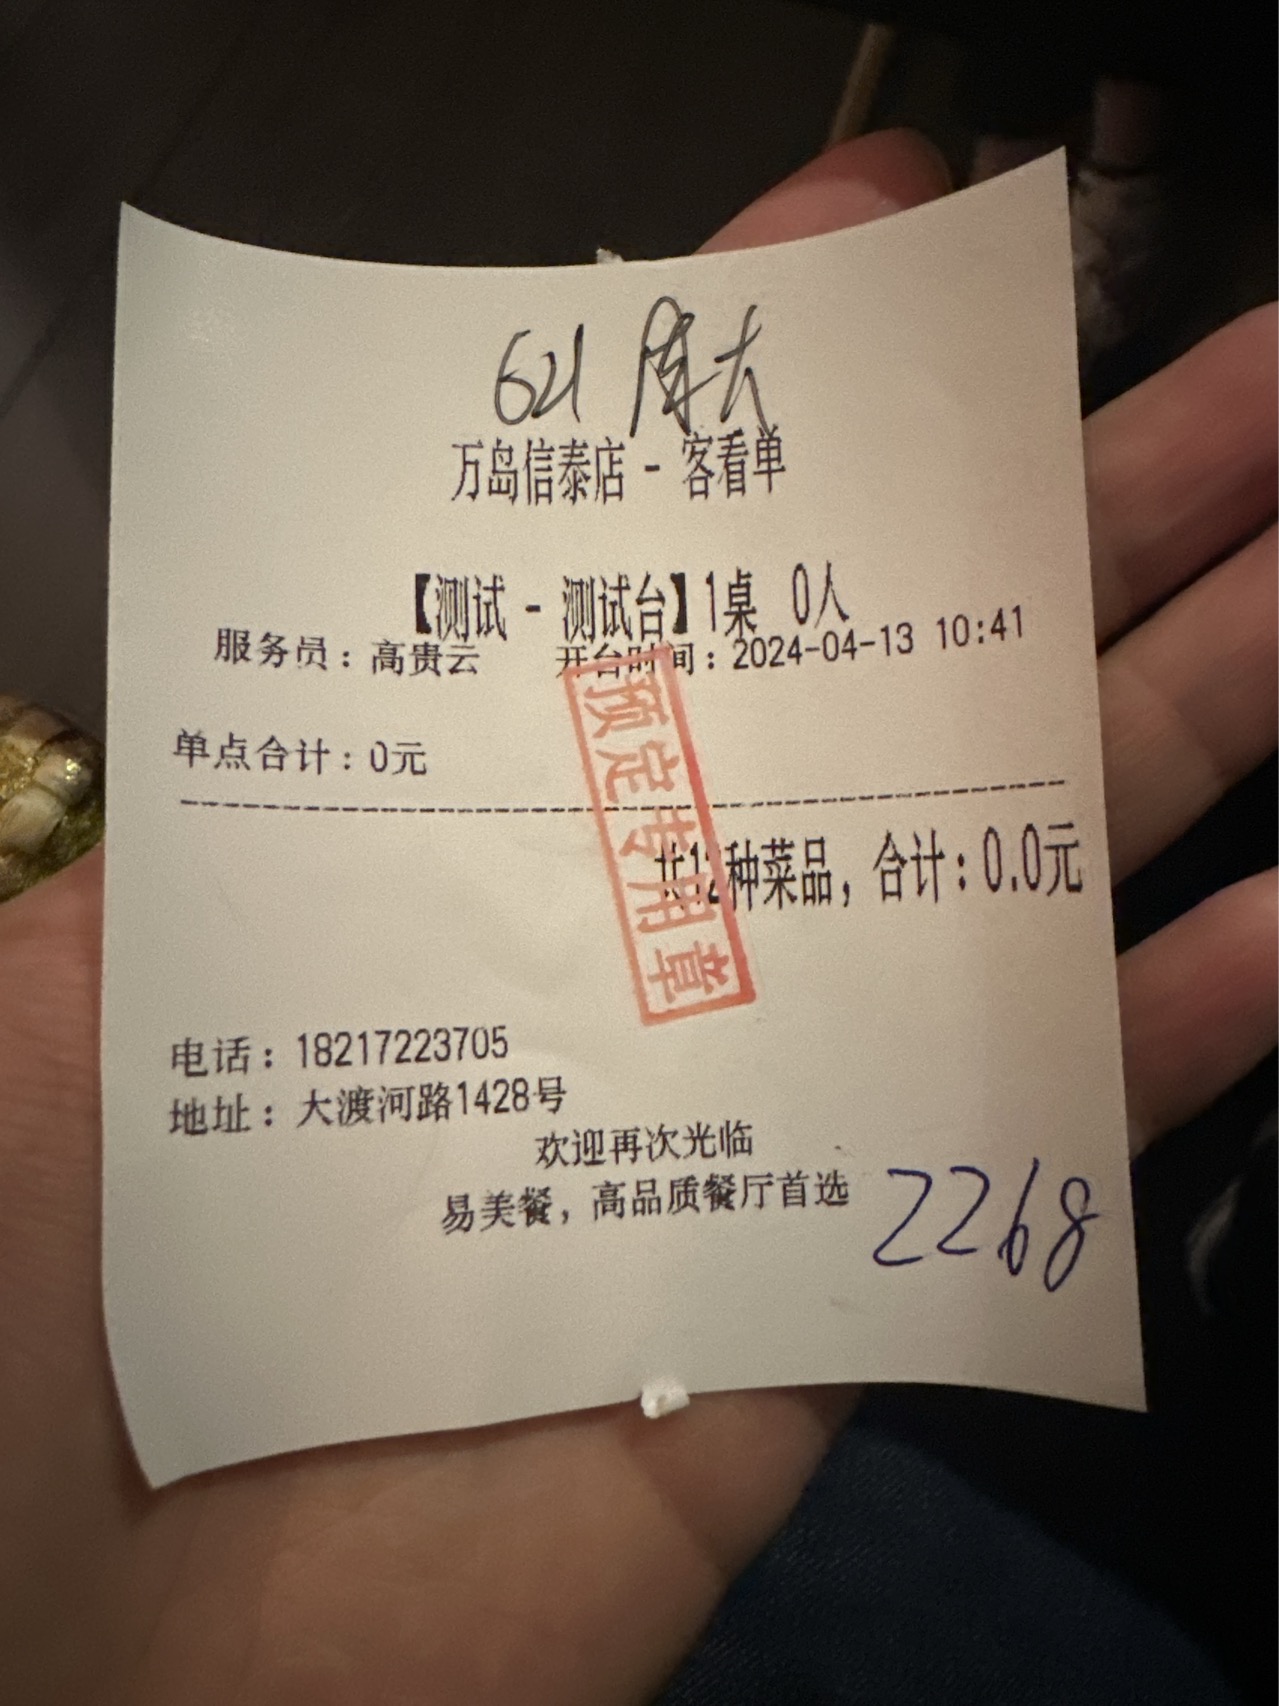 621
万岛信泰店 - 客看单
【测试 - 测试台】1桌 0人
服务员：高贵云 开台时间：2024-04-13 10:41
单点合计：0元
共12种菜品，合计：0.0元
预定专用章
电话：18217223705
地址：大渡河路1428号
欢迎再次光临
易美餐，高品质餐厅首选
2268